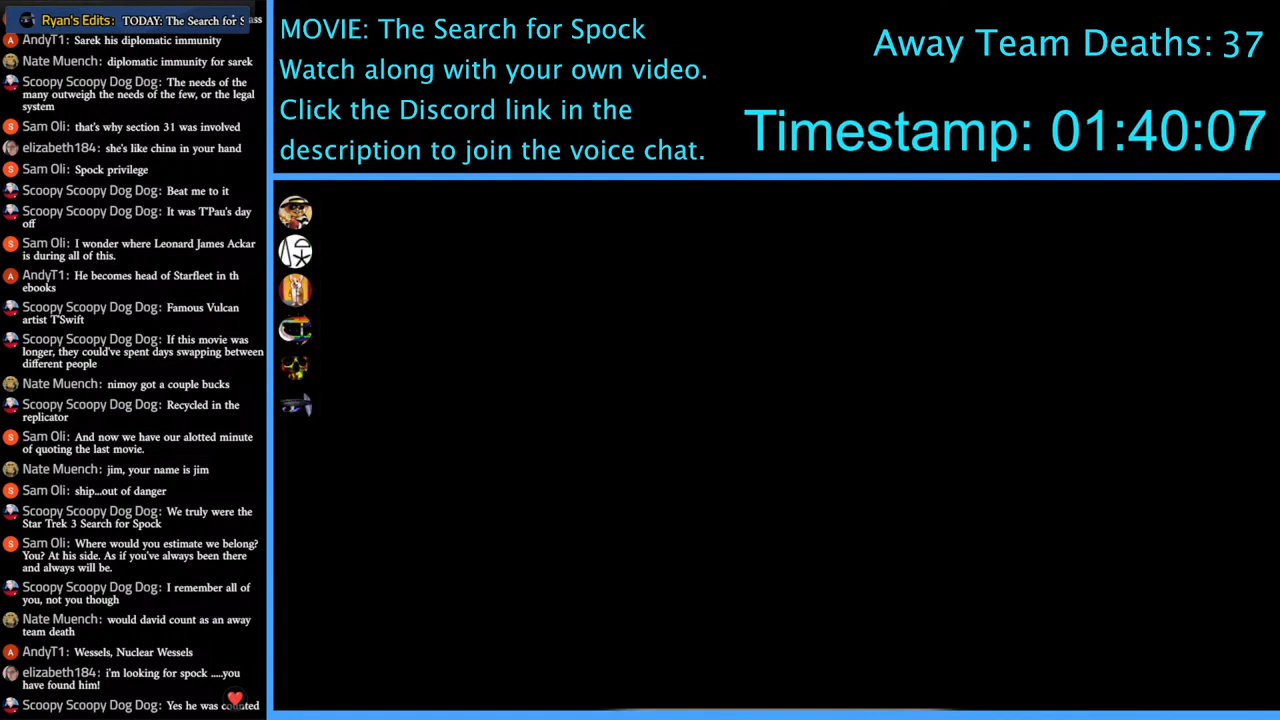 Ryan's Edits: TODAY: The Search for S
ass
AndyT1: Sarek his diplomatic immunity
Nate Muench: diplomatic immunity for sarek
Scoopy Scoopy Dog Dog: The needs of the
many outweigh the needs of the few, or the legal
system
Sam Oli: that's why section 31 was involved
elizabeth184: she's like china in your hand
Sam Oli: Spock privilege
Scoopy Scoopy Dog Dog: Beat me to it
Scoopy Scoopy Dog Dog: It was T'Pau's day
off
Sam Oli: I wonder where Leonard James Ackar
is during all of this.
AndyT1: He becomes head of Starfleet in th
ebooks
Scoopy Scoopy Dog Dog: Famous Vulcan
artist T'Swift
Scoopy Scoopy Dog Dog: If this movie was
longer, they could've spent days swapping between
different people
Nate Muench: nimoy got a couple bucks
Scoopy Scoopy Dog Dog: Recycled in the
replicator
Sam Oli: And now we have our alotted minute
of quoting the last movie.
Nate Muench: jim, your name is jim
Sam Oli: ship...out of danger
Scoopy Scoopy Dog Dog: We truly were the
Star Trek 3 Search for Spock
Sam Oli: Where would you estimate we belong?
You? At his side. As if you've always been there
and always will be.
Scoopy Scoopy Dog Dog: I remember all of
you, not you though
Nate Muench: would david count as an away
team death
AndyT1: Wessels, Nuclear Wessels
elizabeth184: i'm looking for spock .....you
have found him!
Scoopy Scoopy Dog Dog: Yes he was counted
MOVIE: The Search for Spock
Watch along with your own video.
Click the Discord link in the
description to join the voice chat.
Away Team Deaths: 37
Timestamp: 01:40:07